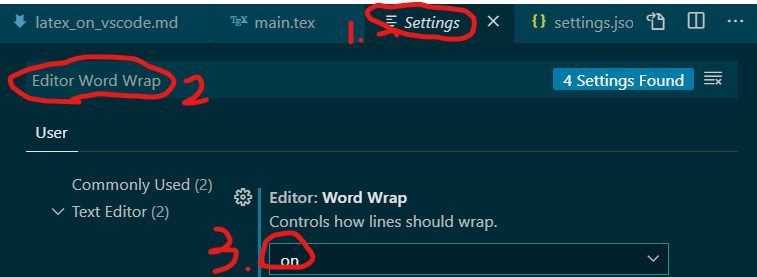 latex_on_vscode.md TEX main.tex 1. Settings {} settings.jso
Editor Word Wrap 2 4 Settings Found
User
Commonly Used (2)
Text Editor (2)
Editor: Word Wrap
Controls how lines should wrap.
3. on